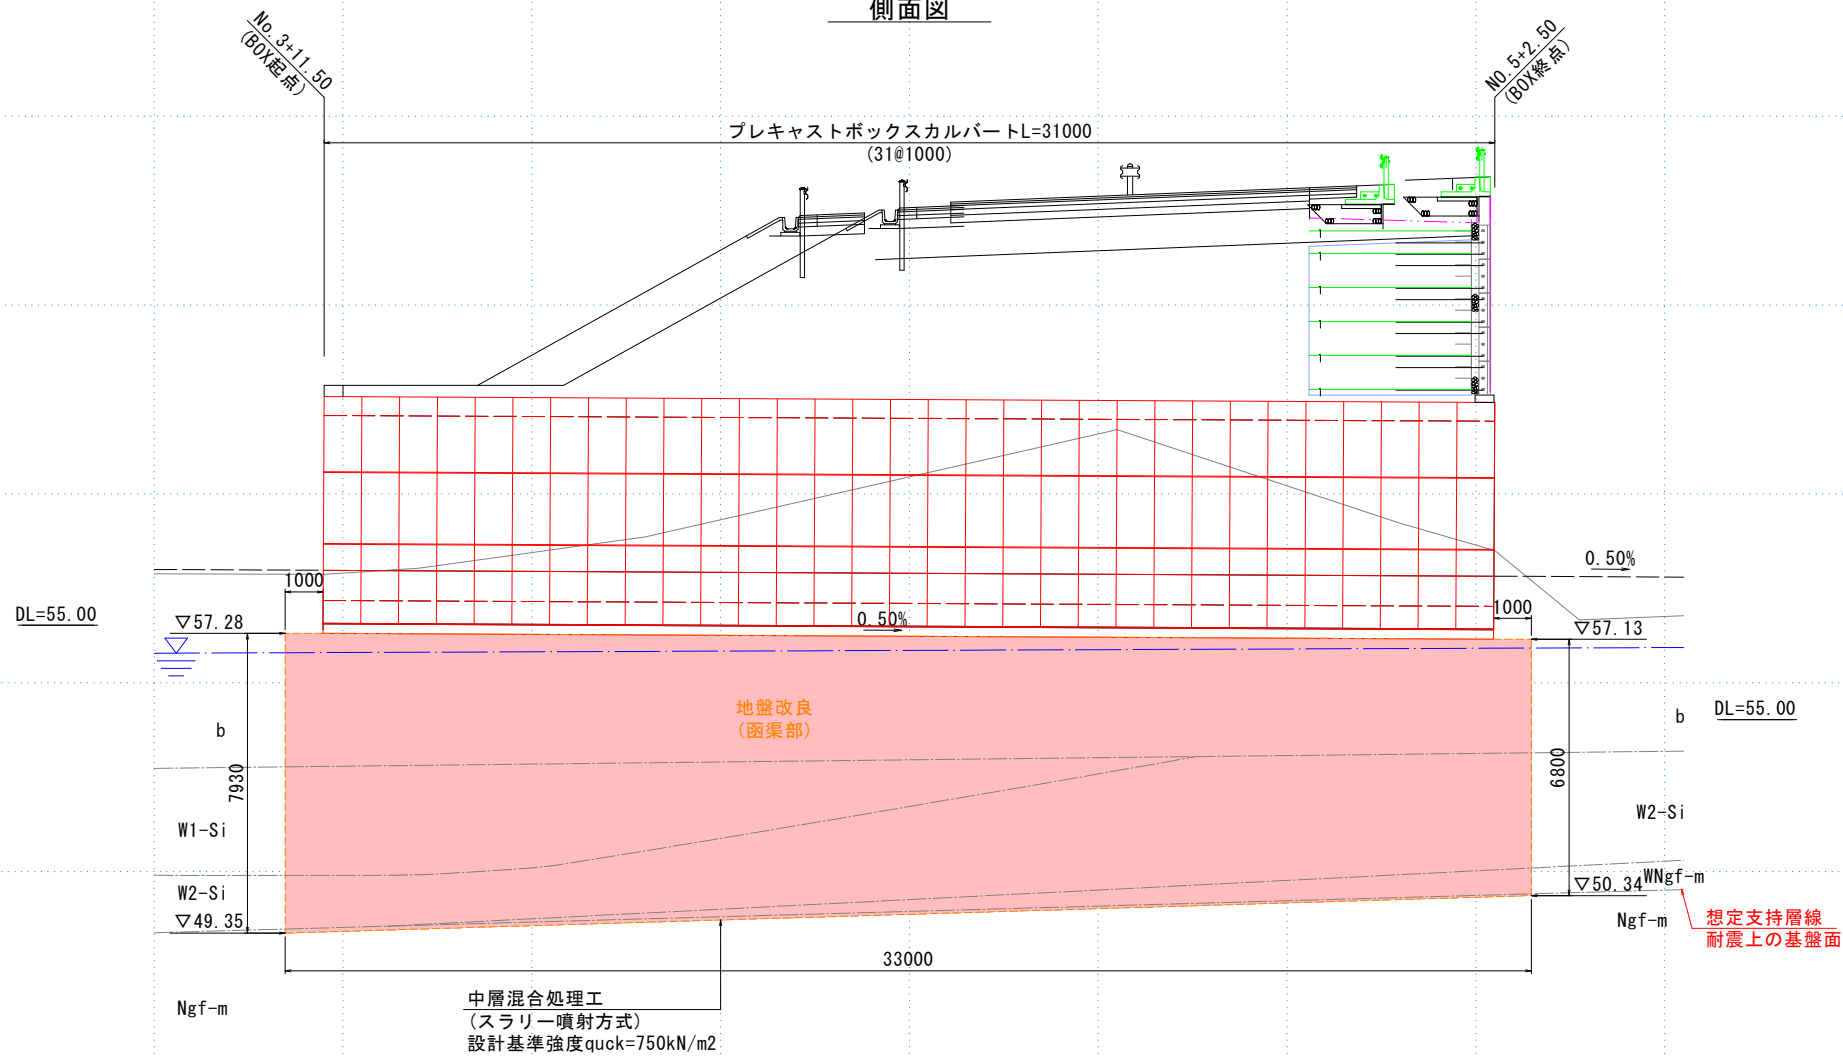 側面図
No.3+11.50
(BOX起点)
NO.5+2.50
(BOX終点)
プレキャストボックスカルバートL=31000
(31@1000)
0.50%
1000
1000
DL=55.00
▽57.28
0.50%
▽57.13
地盤改良
(函渠部)
b
b
DL=55.00
7930
6800
W1-Si
W2-Si
W2-Si
▽50.34
WNgf-m
▽49.35
Ngf-m
想定支持層線
耐震上の基盤面
33000
Ngf-m
中層混合処理工
(スラリー噴射方式)
設計基準強度quck=750kN/m2